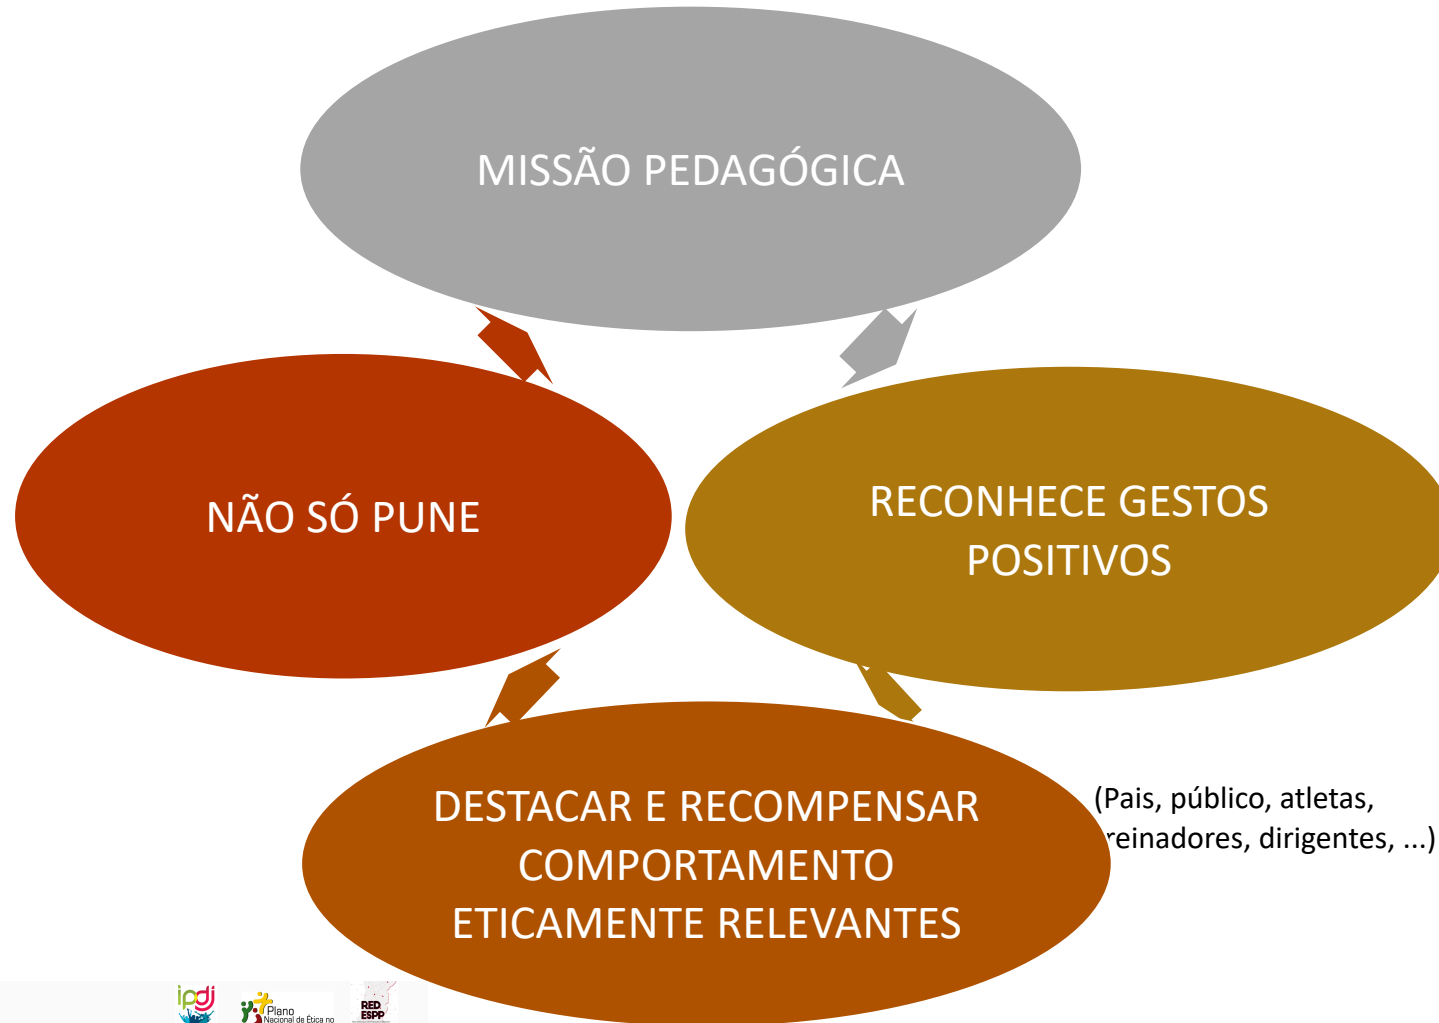 MISSÃO PEDAGÓGICA
NÃO SÓ PUNE
RECONHECE GESTOS
POSITIVOS
DESTACAR E RECOMPENSAR
COMPORTAMENTO
ETICAMENTE RELEVANTES
(Pais, público, atletas,
reinadores, dirigentes, ...)
ipdj
Plano
Nacional de Ética no
RED
ESPP